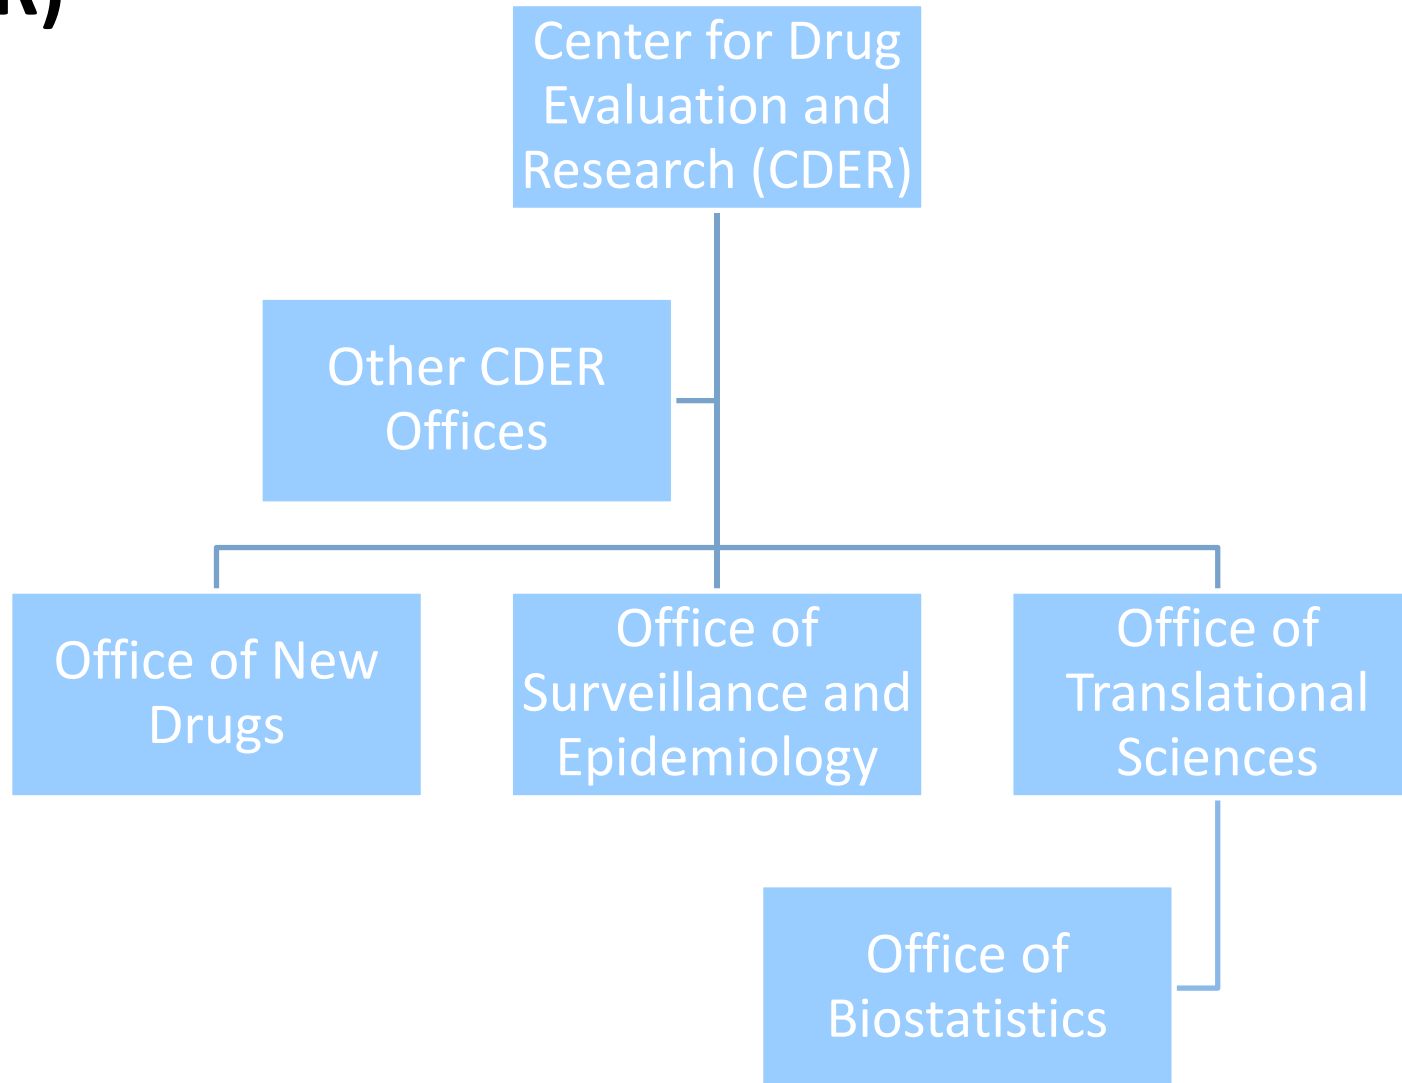 R)
Center for Drug
Evaluation and
Research (CDER)
Other CDER
Offices
Office of New
Drugs
Office of
Surveillance and
Epidemiology
Office of
Translational
Sciences
Office of
Biostatistics